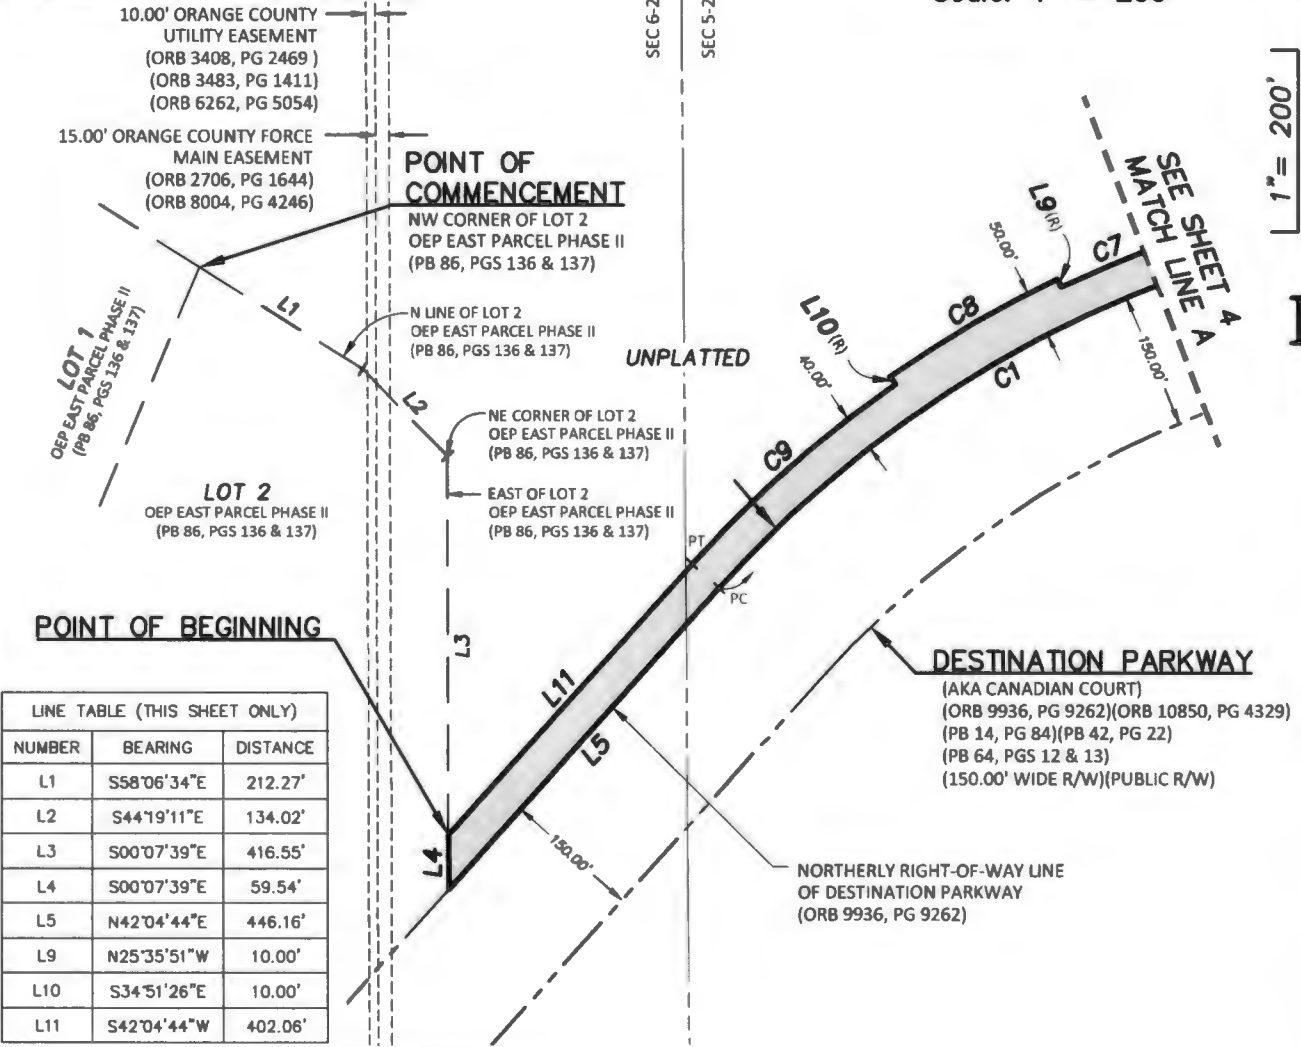 10.00' ORANGE COUNTY
UTILITY EASEMENT
(ORB 3408, PG 2469 )
(ORB 3483, PG 1411)
(ORB 6262, PG 5054)
15.00' ORANGE COUNTY FORCE
MAIN EASEMENT
(ORB 2706, PG 1644)
(ORB 8004, PG 4246)
POINT OF
COMMENCEMENT
NW CORNER OF LOT 2
OEP EAST PARCEL PHASE II
(PB 86, PGS 136 & 137)
SEC 6-2
SEC 5-2
1"= 200'
SEE SHEET 4
MATCH LINE A
L9(R)
50.00'
C7
C8
L10(R)
40.00'
C1
150.00'
C9
L1
N LINE OF LOT 2
OEP EAST PARCEL PHASE II
(PB 86, PGS 136 & 137)
UNPLATTED
LOT 1
OEP EAST PARCEL PHASE II
(PB 86, PGS 136 & 137)
L2
NE CORNER OF LOT 2
OEP EAST PARCEL PHASE II
(PB 86, PGS 136 & 137)
LOT 2
OEP EAST PARCEL PHASE II
(PB 86, PGS 136 & 137)
EAST OF LOT 2
OEP EAST PARCEL PHASE II
(PB 86, PGS 136 & 137)
PT
PC
POINT OF BEGINNING
L3
L11
L5
L4
150.00'
DESTINATION PARKWAY
(AKA CANADIAN COURT)
(ORB 9936, PG 9262)(ORB 10850, PG 4329)
(PB 14, PG 84)(PB 42, PG 22)
(PB 64, PGS 12 & 13)
(150.00' WIDE R/W)(PUBLIC R/W)
NORTHERLY RIGHT-OF-WAY LINE
OF DESTINATION PARKWAY
(ORB 9936, PG 9262)
LINE TABLE (THIS SHEET ONLY)
NUMBER BEARING DISTANCE
L1 S58°06'34"E 212.27'
L2 S44°19'11"E 134.02'
L3 S00°07'39"E 416.55'
L4 S00°07'39"E 59.54'
L5 N42°04'44"E 446.16'
L9 N25°35'51"W 10.00'
L10 S34°51'26"E 10.00'
L11 S42°04'44"W 402.06'